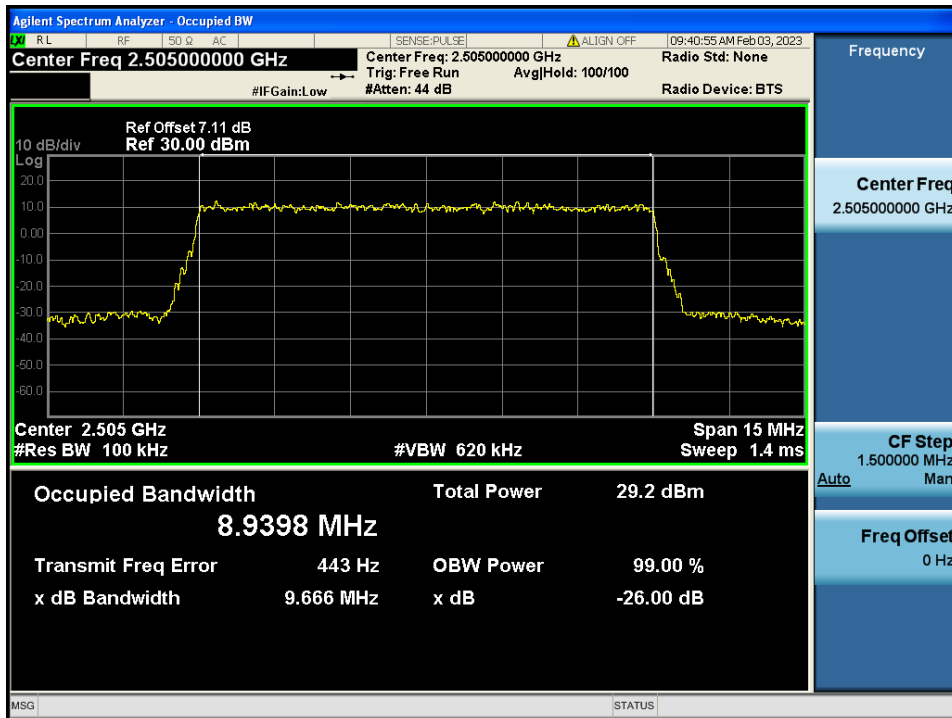 Agilent Spectrum Analyzer - Occupied BW
LXI RL RF 50 Ω AC SENSE:PULSE ALIGN OFF 09:40:55 AM Feb 03, 2023
Center Freq 2.505000000 GHz
Center Freq: 2.505000000 GHz
Radio Std: None
Trig: Free Run Avg|Hold: 100/100
#IFGain:Low
#Atten: 44 dB
Radio Device: BTS
Ref Offset 7.11 dB
10 dB/div Ref 30.00 dBm
Log
20.0
10.0
0.00
-10.0
-20.0
-30.0
-40.0
-50.0
-60.0
Center 2.505 GHz Span 15 MHz
#Res BW 100 kHz #VBW 620 kHz Sweep 1.4 ms
Occupied Bandwidth Total Power 29.2 dBm
8.9398 MHz
Transmit Freq Error 443 Hz OBW Power 99.00 %
x dB Bandwidth 9.666 MHz x dB -26.00 dB
MSG STATUS
Frequency
Center Freq
2.505000000 GHz
CF Step
1.500000 MHz
Auto Man
Freq Offset
0 Hz